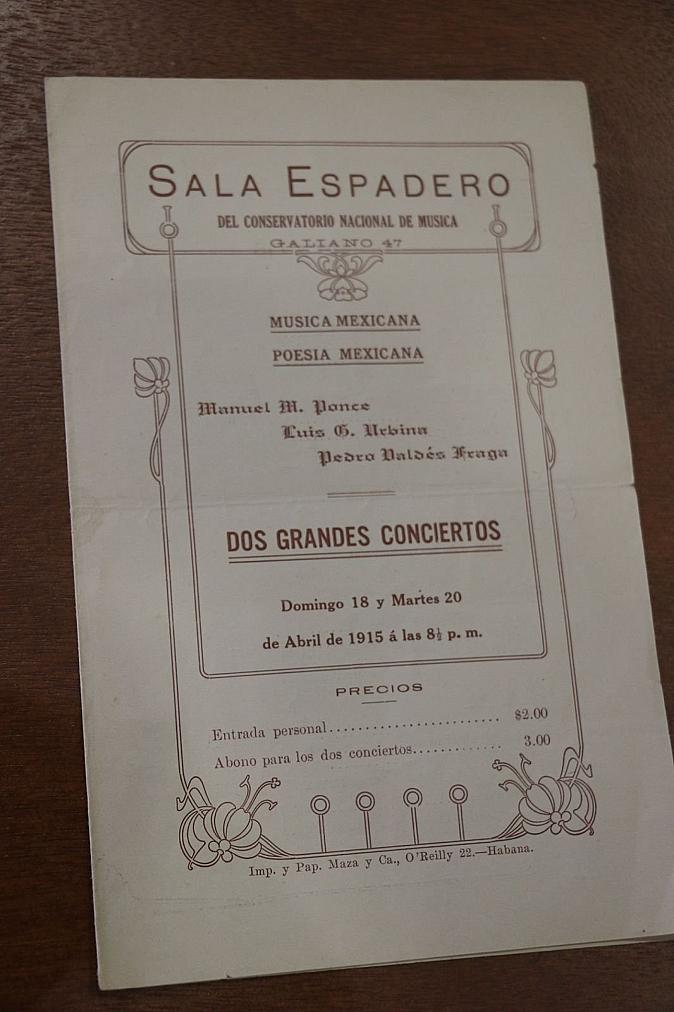 SALA ESPADERO
DEL CONSERVATORIO NACIONAL DE MUSICA
GALIANO 47
MUSICA MEXICANA
POESIA MEXICANA
Manuel M. Ponce
Luis G. Urbina
Pedro Valdés Fraga
DOS GRANDES CONCIERTOS
Domingo 18 y Martes 20
de Abril de 1915 á las 8½ p. m.
PRECIOS
Entrada personal........................ $2.00
Abono para los dos conciertos............. 3.00
Imp. y Pap. Maza y Ca., O'Reilly 22.—Habana.